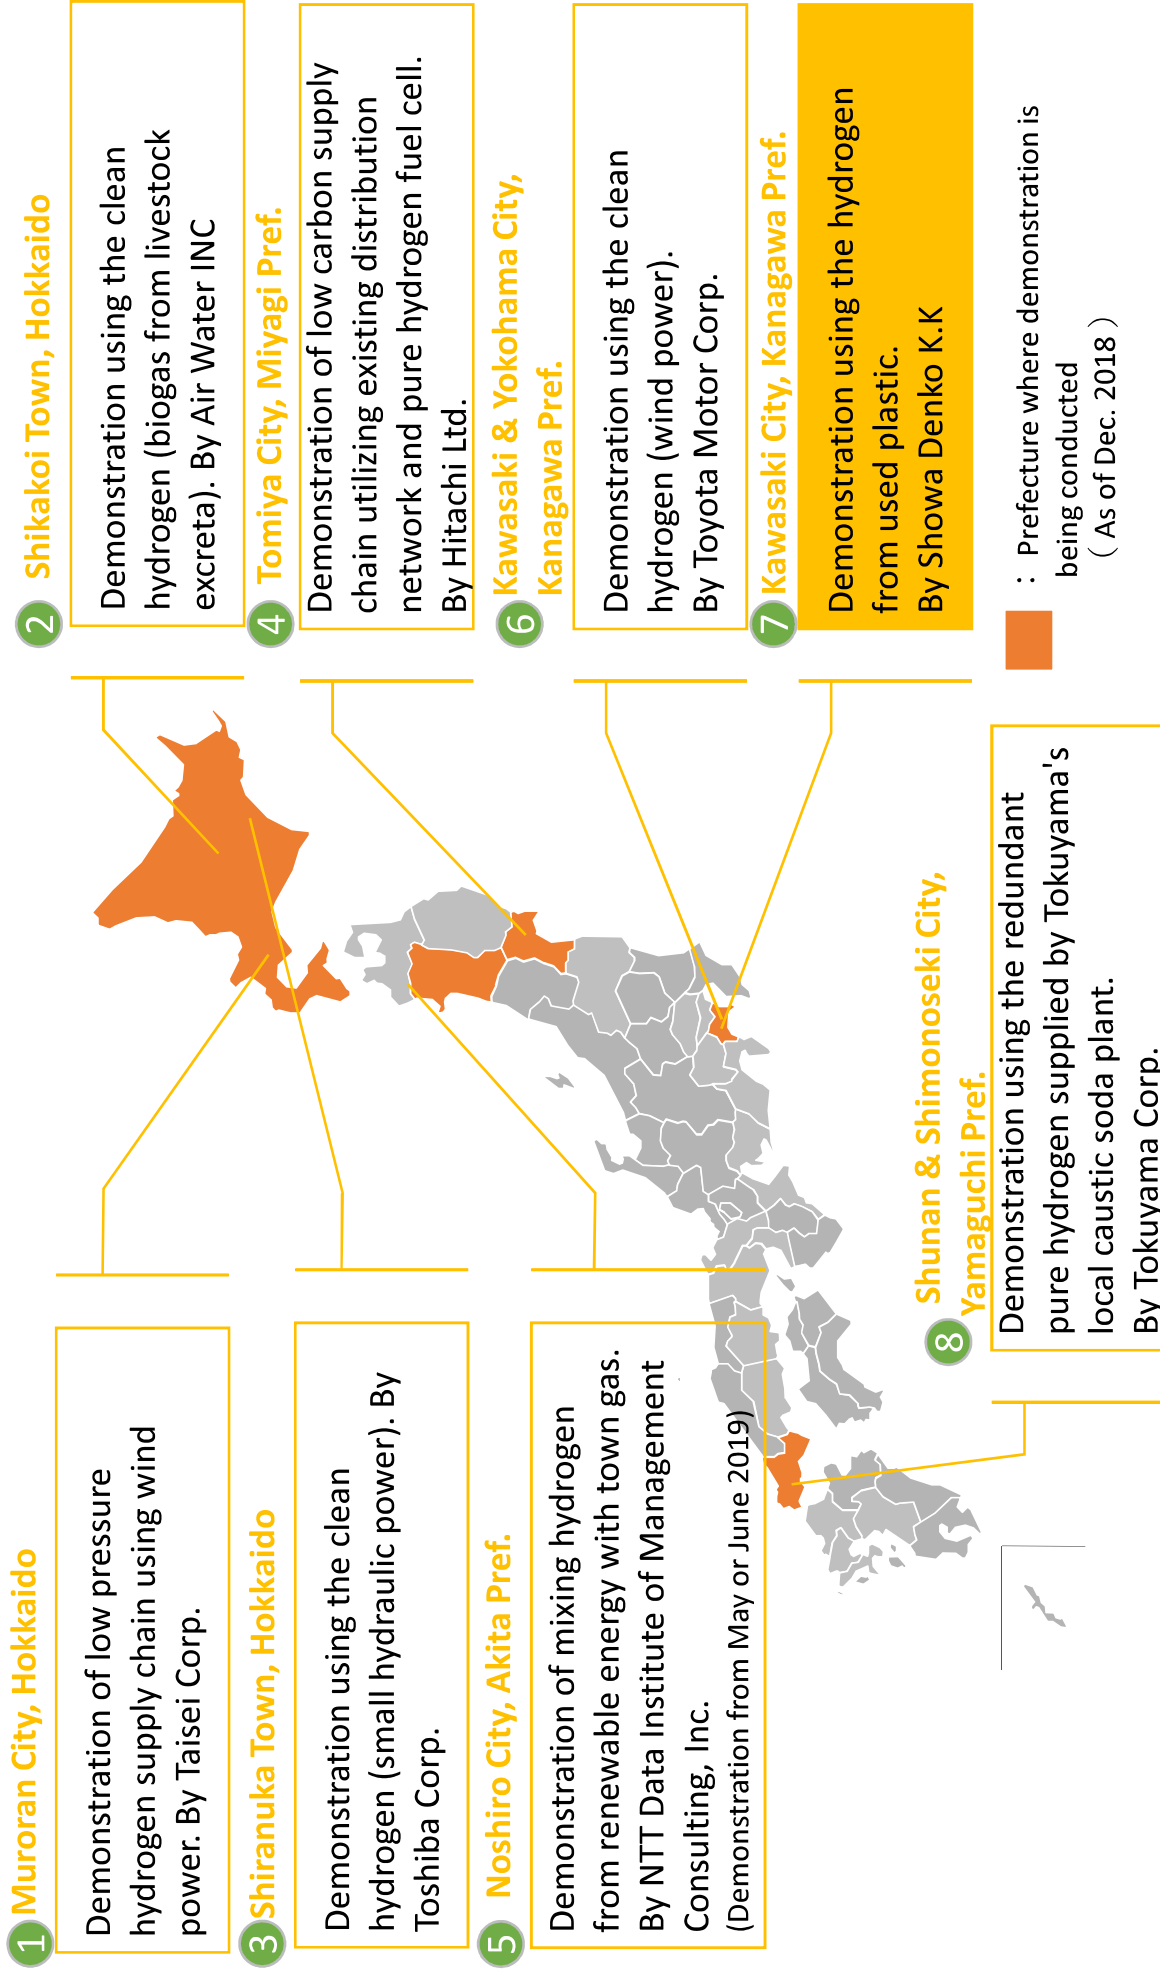 1 Muroran City, Hokkaido
Demonstration of low pressure
hydrogen supply chain using wind
power. By Taisei Corp.
2 Shikakoi Town, Hokkaido
Demonstration using the clean
hydrogen (biogas from livestock
excreta). By Air Water INC
3 Shiranuka Town, Hokkaido
Demonstration using the clean
hydrogen (small hydraulic power). By
Toshiba Corp.
4 Tomiya City, Miyagi Pref.
Demonstration of low carbon supply
chain utilizing existing distribution
network and pure hydrogen fuel cell.
By Hitachi Ltd.
5 Noshiro City, Akita Pref.
Demonstration of mixing hydrogen
from renewable energy with town gas.
By NTT Data Institute of Management
Consulting, Inc.
(Demonstration from May or June 2019)
6 Kawasaki & Yokohama City,
Kanagawa Pref.
Demonstration using the clean
hydrogen (wind power).
By Toyota Motor Corp.
7 Kawasaki City, Kanagawa Pref.
Demonstration using the hydrogen
from used plastic.
By Showa Denko K.K
8 Shunan & Shimonoseki City,
Yamaguchi Pref.
Demonstration using the redundant
pure hydrogen supplied by Tokuyama's
local caustic soda plant.
By Tokuyama Corp.
: Prefecture where demonstration is
being conducted
( As of Dec. 2018 )